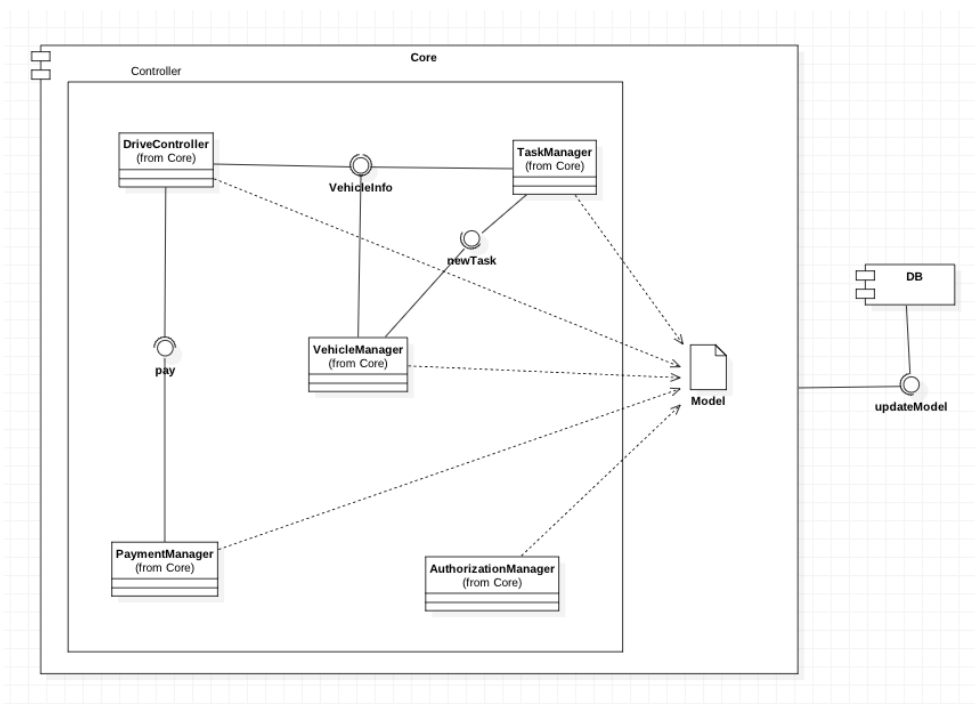 Core
Controller
DriveController
(from Core)
TaskManager
(from Core)
VehicleInfo
newTask
DB
VehicleManager
(from Core)
pay
Model
updateModel
PaymentManager
(from Core)
AuthorizationManager
(from Core)